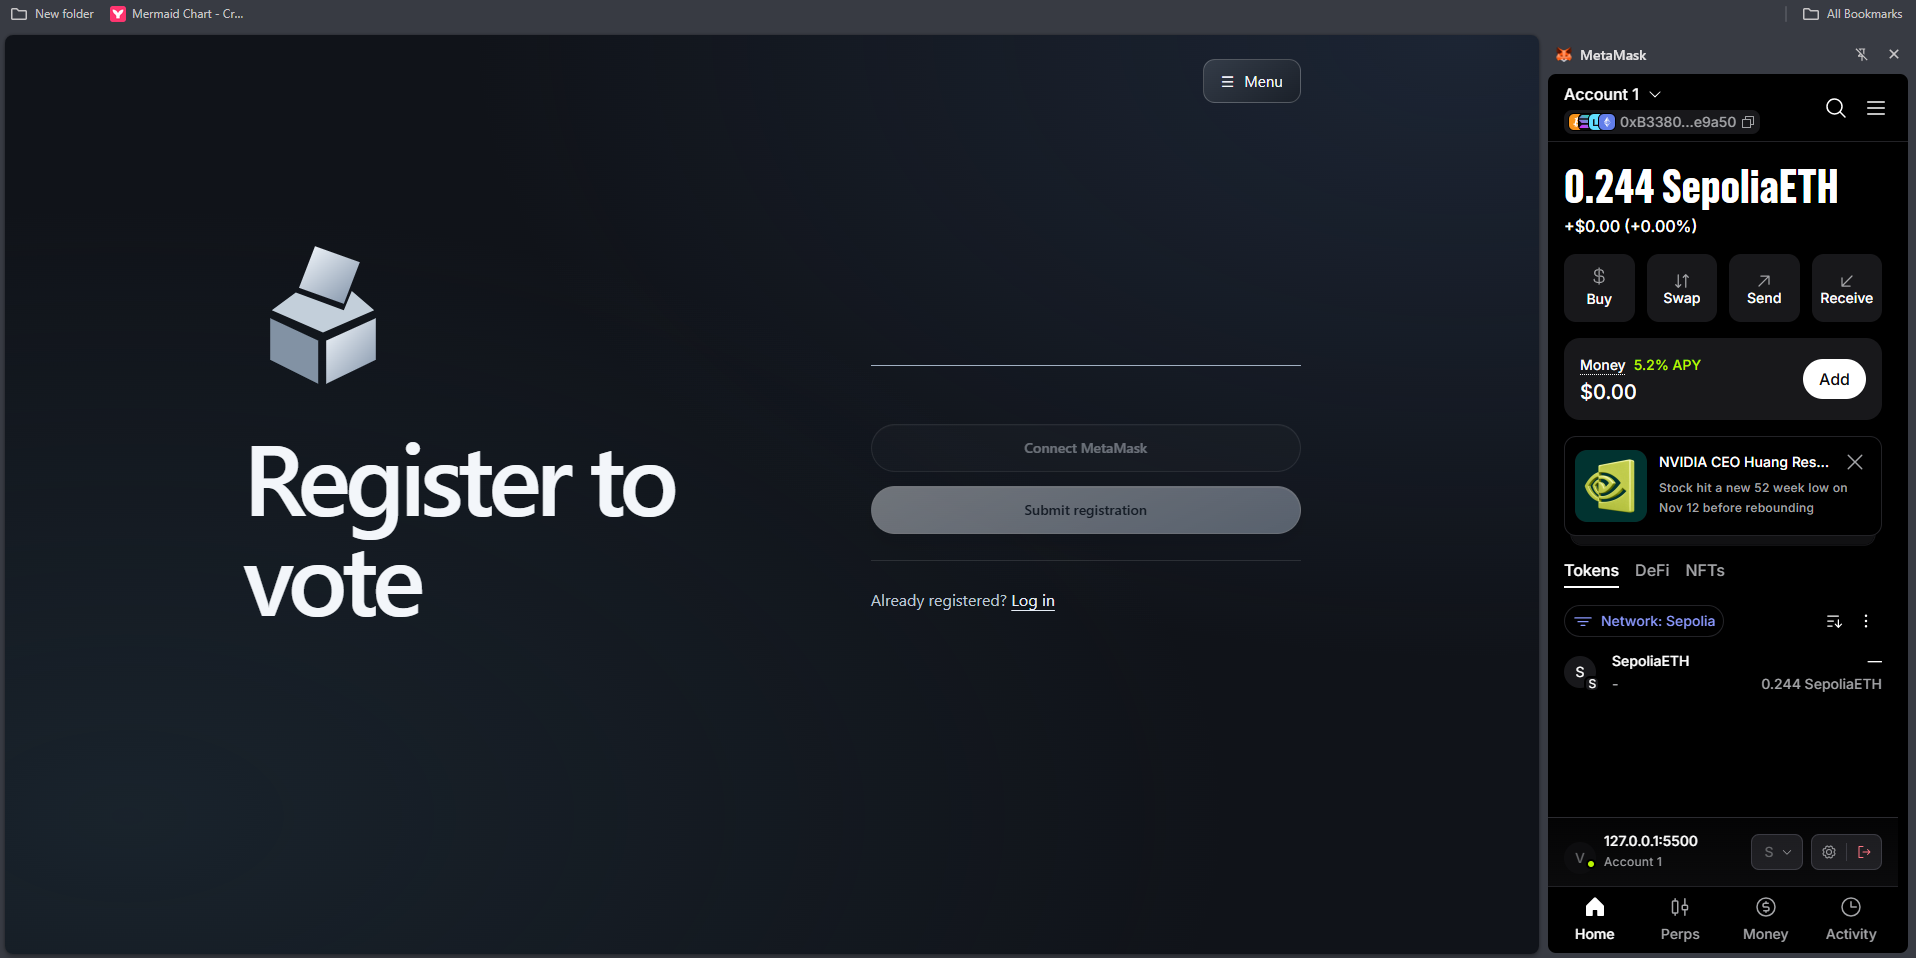 New folder
Mermaid Chart - Cr...
All Bookmarks
Menu
Register to
vote
Connect MetaMask
Submit registration
Already registered? Log in
MetaMask
Account 1
0xB3380...e9a50
0.244 SepoliaETH
+$0.00 (+0.00%)
Buy
Swap
Send
Receive
Money 5.2% APY
$0.00
Add
NVIDIA CEO Huang Res...
Stock hit a new 52 week low on
Nov 12 before rebounding
Tokens DeFi NFTs
Network: Sepolia
S
S
SepoliaETH —
-
0.244 SepoliaETH
V
127.0.0.1:5500
Account 1
S
Home
Perps
Money
Activity